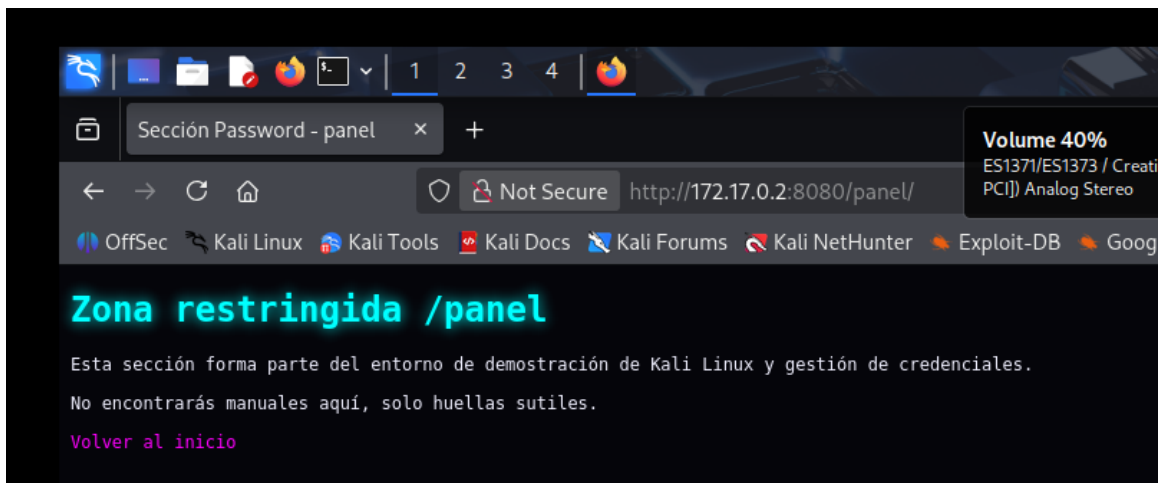 1 2 3 4
Sección Password - panel
Volume 40%
ES1371/ES1373 / Creati
PCI]) Analog Stereo
Not Secure http://172.17.0.2:8080/panel/
OffSec Kali Linux Kali Tools Kali Docs Kali Forums Kali NetHunter Exploit-DB Goog
Zona restringida /panel
Esta sección forma parte del entorno de demostración de Kali Linux y gestión de credenciales.
No encontrarás manuales aquí, solo huellas sutiles.
Volver al inicio